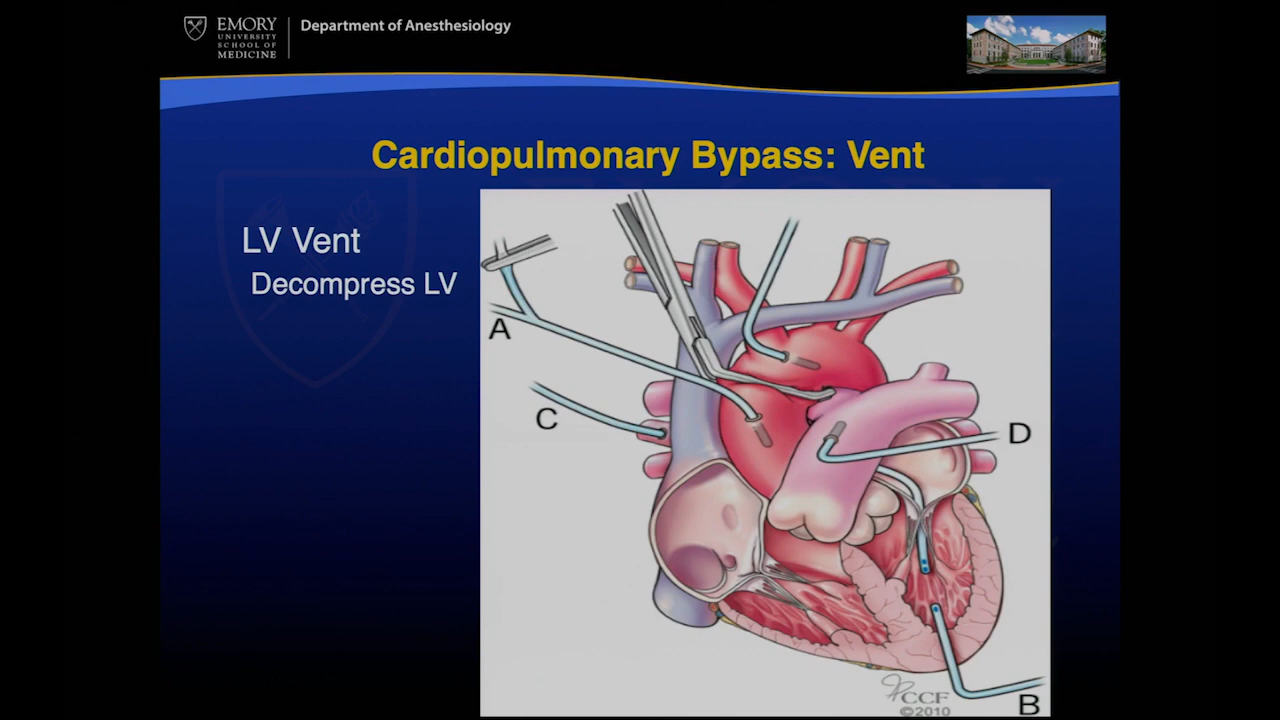 EMORY
UNIVERSITY
SCHOOL OF
MEDICINE
Department of Anesthesiology
Cardiopulmonary Bypass: Vent
LV Vent
Decompress LV
A
C
D
B
CCF
©2010